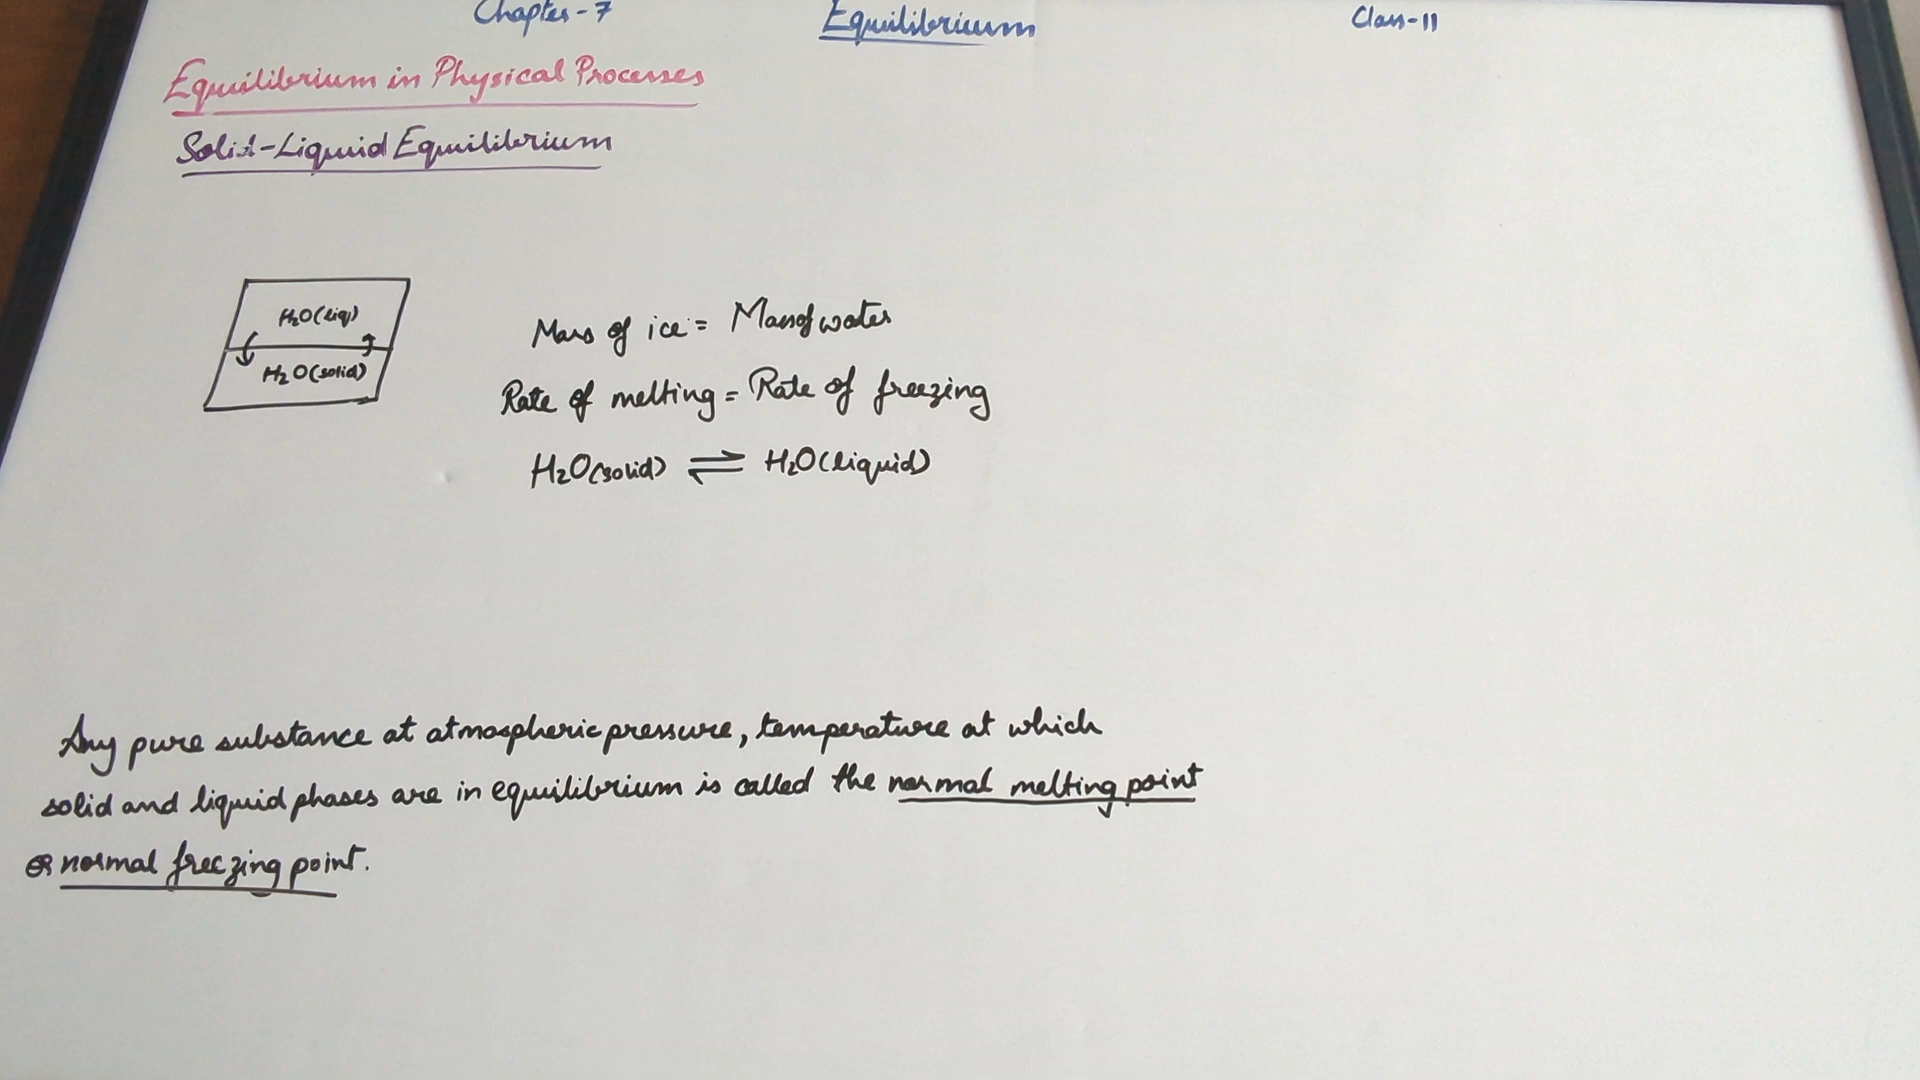 Chapter-7 Equilibrium Class-11
Equilibrium in Physical Processes
Solid-Liquid Equilibrium
H₂O(liq)
H₂O(solid)
Mass of ice = Mass of water
Rate of melting = Rate of freezing
H₂O(solid) ⇌ H₂O(liquid)
Any pure substance at atmospheric pressure, temperature at which
solid and liquid phases are in equilibrium is called the normal melting point
or normal freezing point.